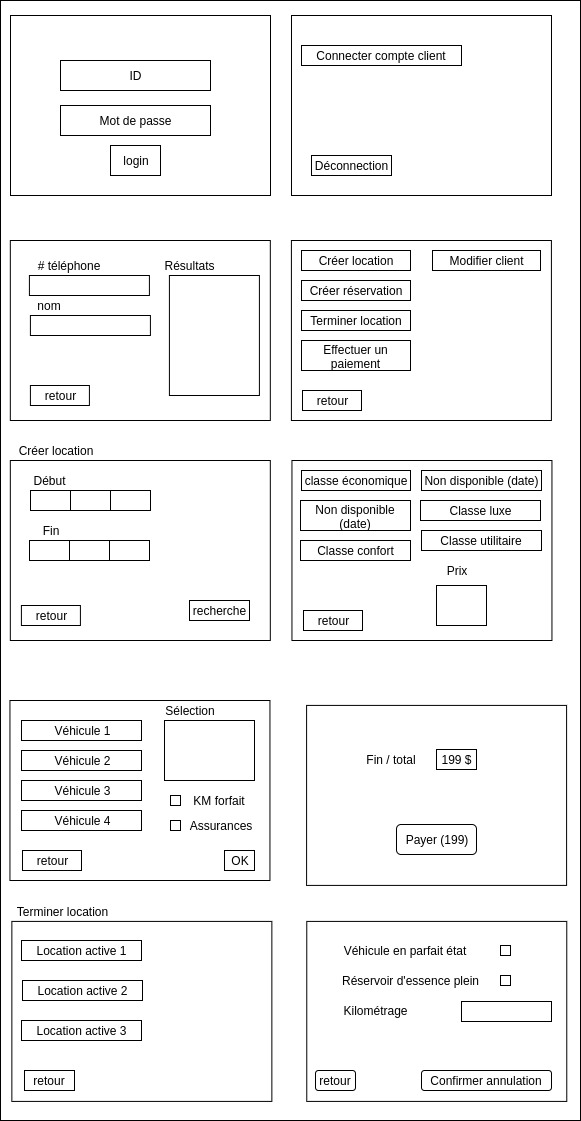 ID
Mot de passe
login
Connecter compte client
Déconnection
# téléphone
Résultats
nom
retour
Créer location
Modifier client
Créer réservation
Terminer location
Effectuer un
paiement
retour
Créer location
Début
Fin
retour
recherche
classe économique
Non disponible (date)
Non disponible
(date)
Classe luxe
Classe confort
Classe utilitaire
Prix
retour
Sélection
Véhicule 1
Véhicule 2
Véhicule 3
Véhicule 4
KM forfait
Assurances
retour
OK
Fin / total
199 $
Payer (199)
Terminer location
Location active 1
Location active 2
Location active 3
retour
Véhicule en parfait état
Réservoir d'essence plein
Kilométrage
retour
Confirmer annulation